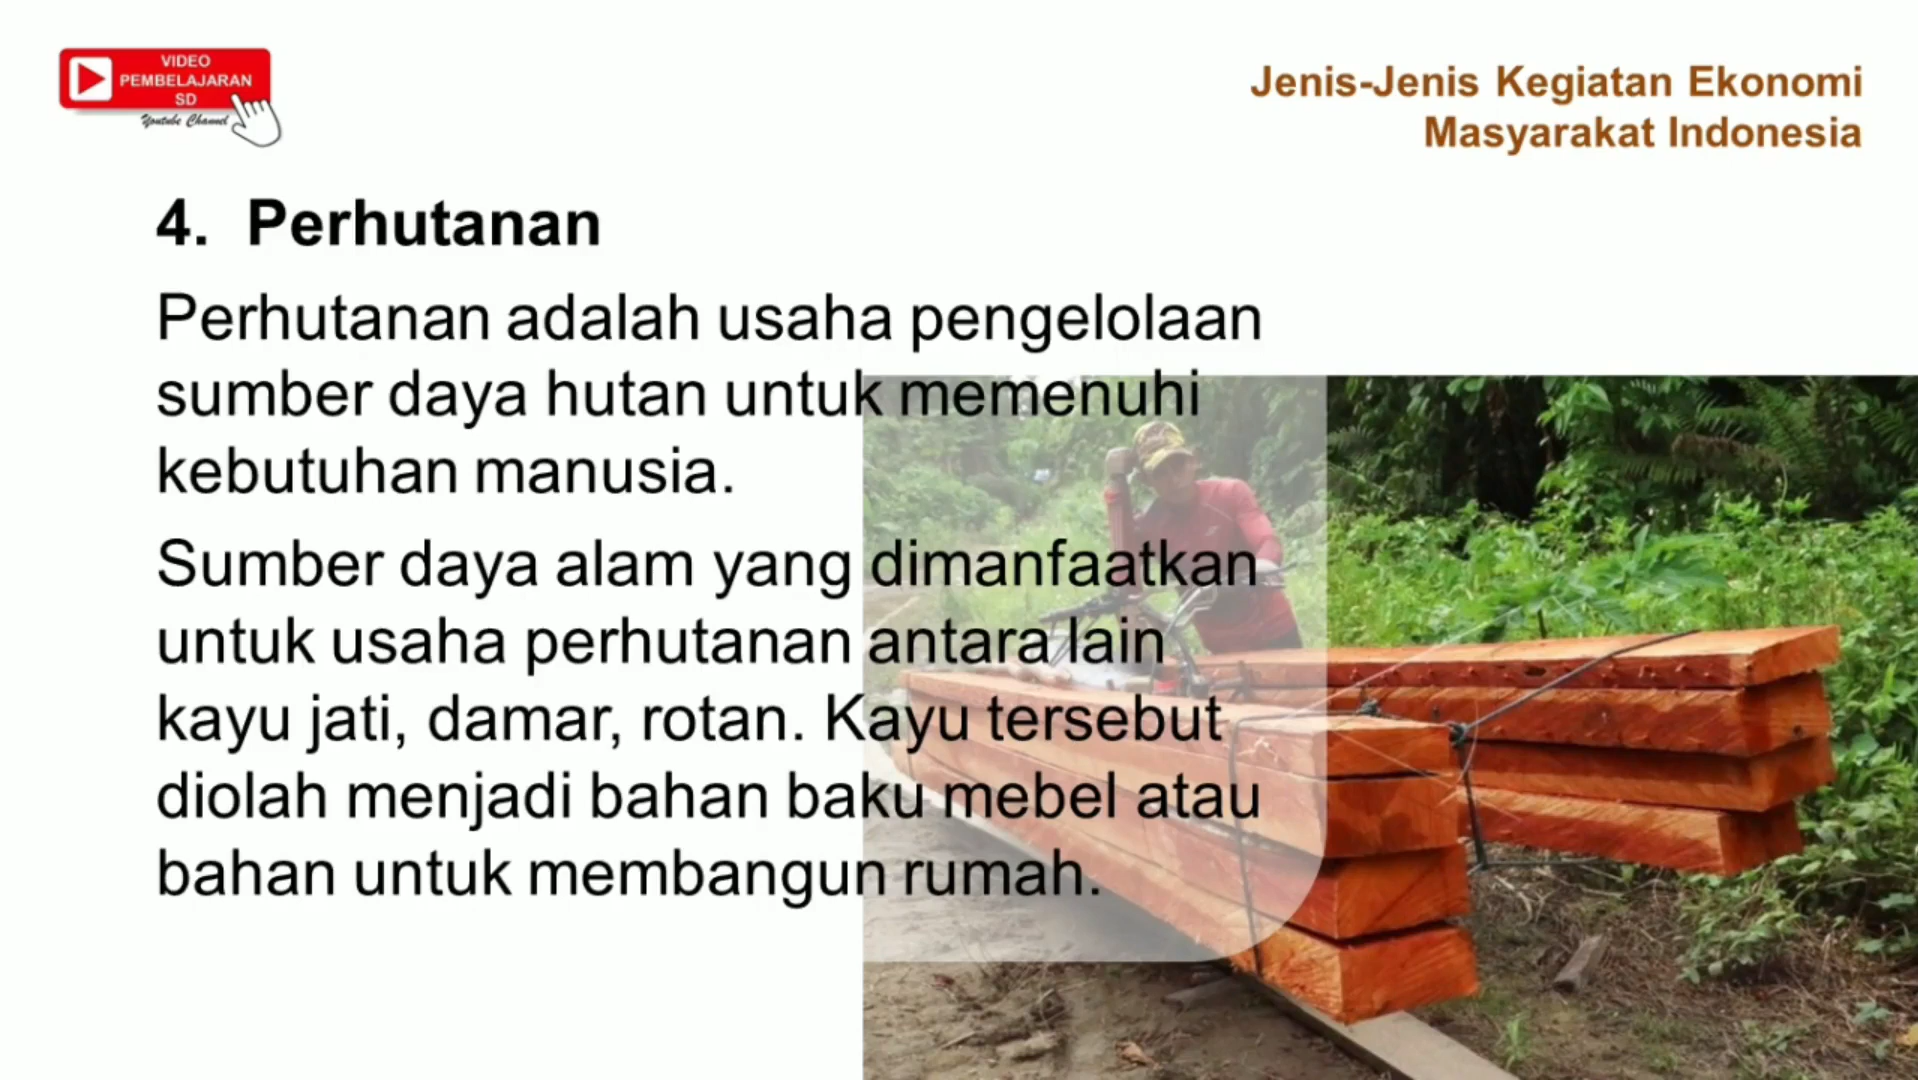 VIDEO
PEMBELAJARAN
SD
Youtube Channel
Jenis-Jenis Kegiatan Ekonomi
Masyarakat Indonesia
4. Perhutanan
Perhutanan adalah usaha pengelolaan
sumber daya hutan untuk memenuhi
kebutuhan manusia.
Sumber daya alam yang dimanfaatkan
untuk usaha perhutanan antara lain
kayu jati, damar, rotan. Kayu tersebut
diolah menjadi bahan baku mebel atau
bahan untuk membangun rumah.